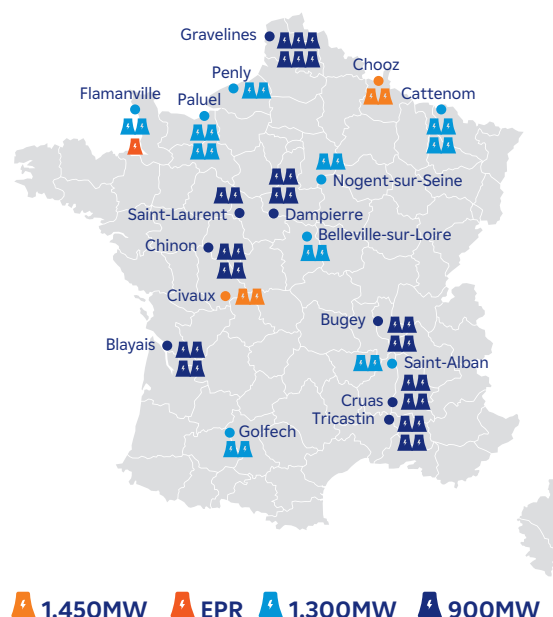 Gravelines
Chooz
Penly
Flamanville
Paluel
Cattenom
Nogent-sur-Seine
Saint-Laurent
Dampierre
Belleville-sur-Loire
Chinon
Civaux
Bugey
Blayais
Saint-Alban
Cruas
Tricastin
Golfech
1.450MW EPR 1.300MW 900MW